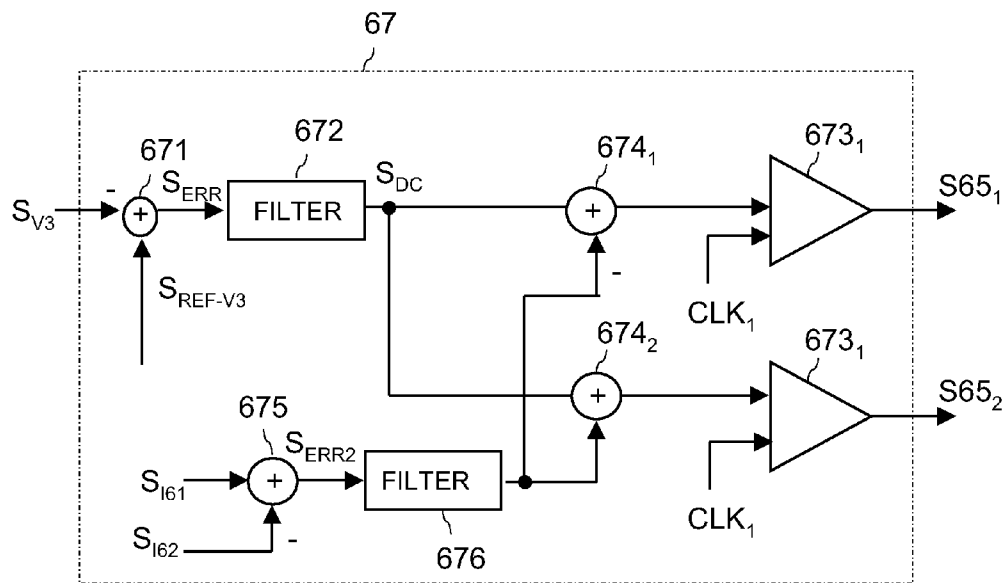 67
672
671
674₁
673₁
S_ERR
S_DC
-
S_V3
+
FILTER
+
S65₁
-
S_REF-V3
CLK₁
674₂
673₁
675
S_ERR2
+
S65₂
S_I61
+
FILTER
S_I62
-
676
CLK₁